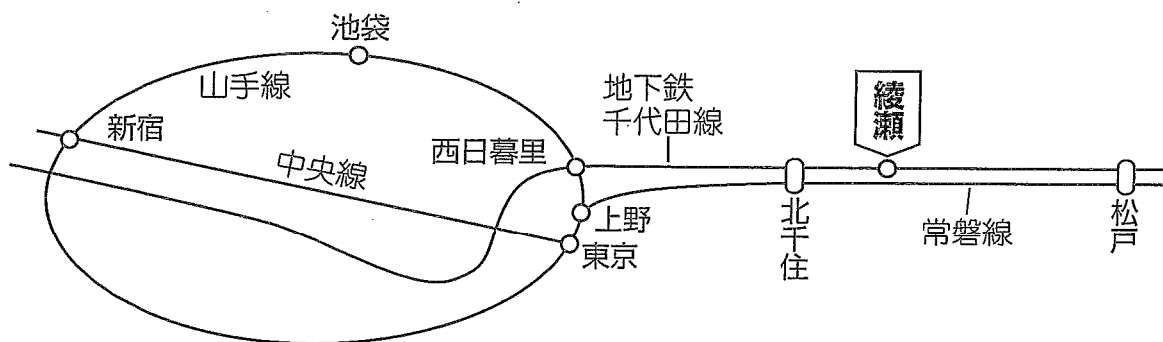 池袋
山手線
新宿
中央線
西日暮里
上野
東京
地下鉄
千代田線
綾瀬
北千住
常磐線
松戸